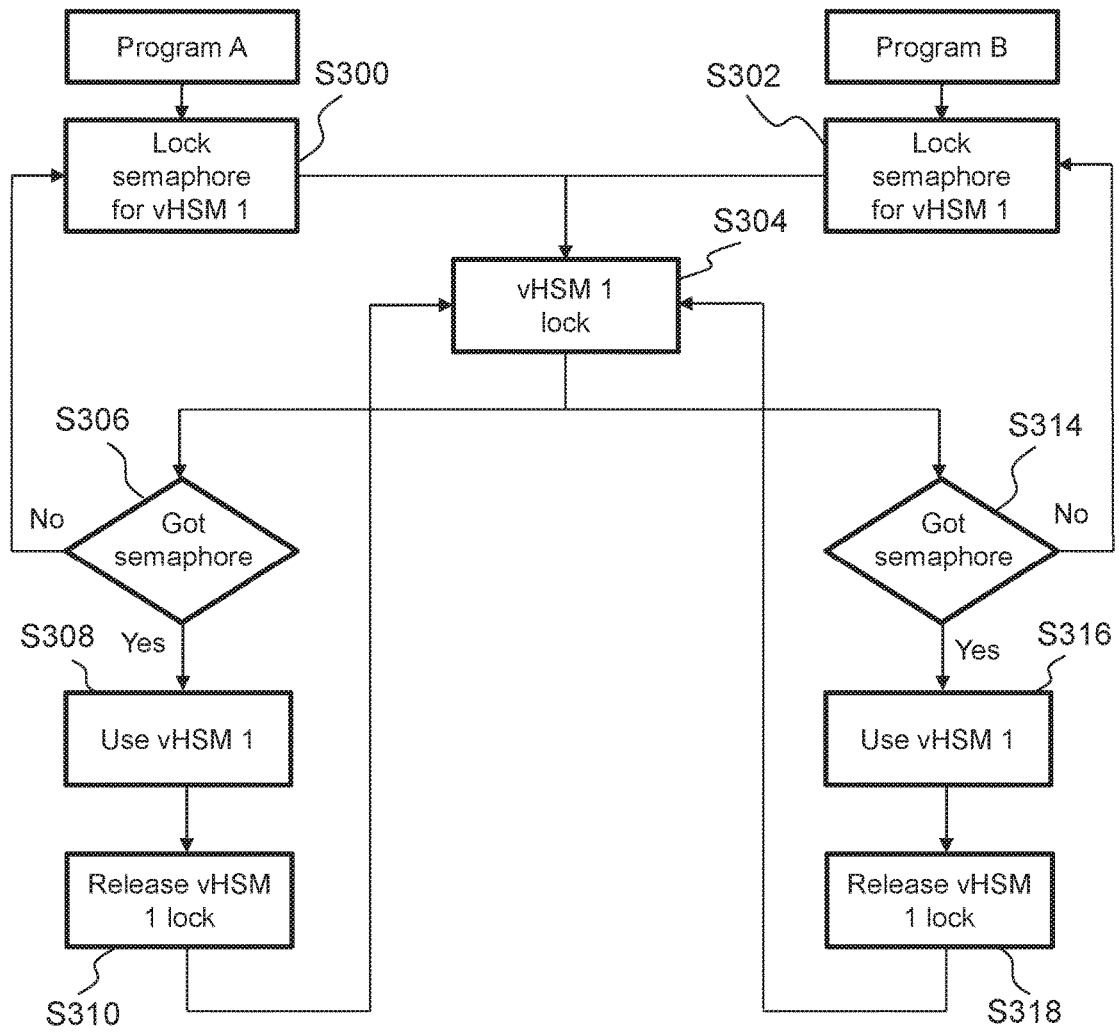 Program A
Program B
S300
S302
Lock
semaphore
for vHSM 1
Lock
semaphore
for vHSM 1
S304
vHSM 1
lock
S306
S314
Got
semaphore
No
Got
semaphore
No
Yes
Yes
S308
S316
Use vHSM 1
Use vHSM 1
Release vHSM
1 lock
Release vHSM
1 lock
S310
S318